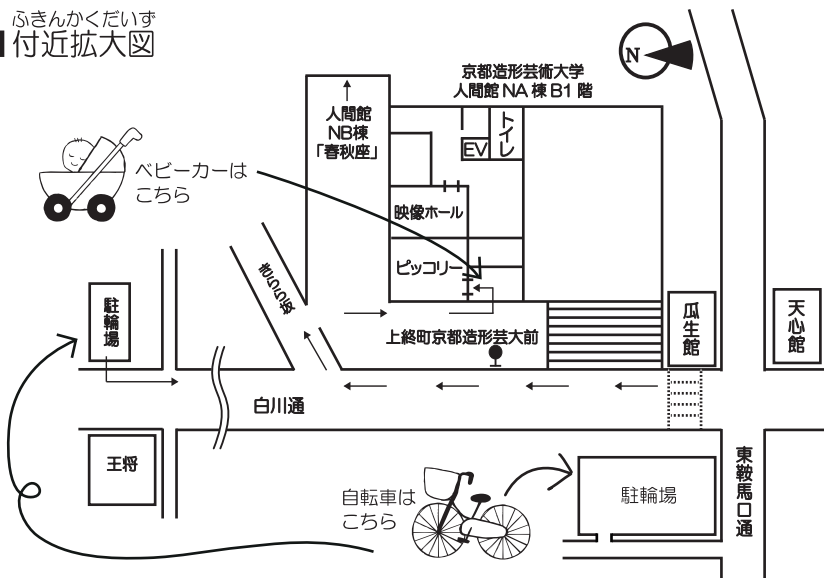 ふきんかくだいず
付近拡大図
N
京都造形芸術大学
人間館 NA 棟 B1 階
人間館
NB棟
「春秋座」
トイレ
EV
ベビーカーは
こちら
映像ホール
ピッコリー
きらら坂
駐輪場
瓜生館
天心館
上終町京都造形芸大前
白川通
王将
東鞍馬口通
自転車は
こちら
駐輪場